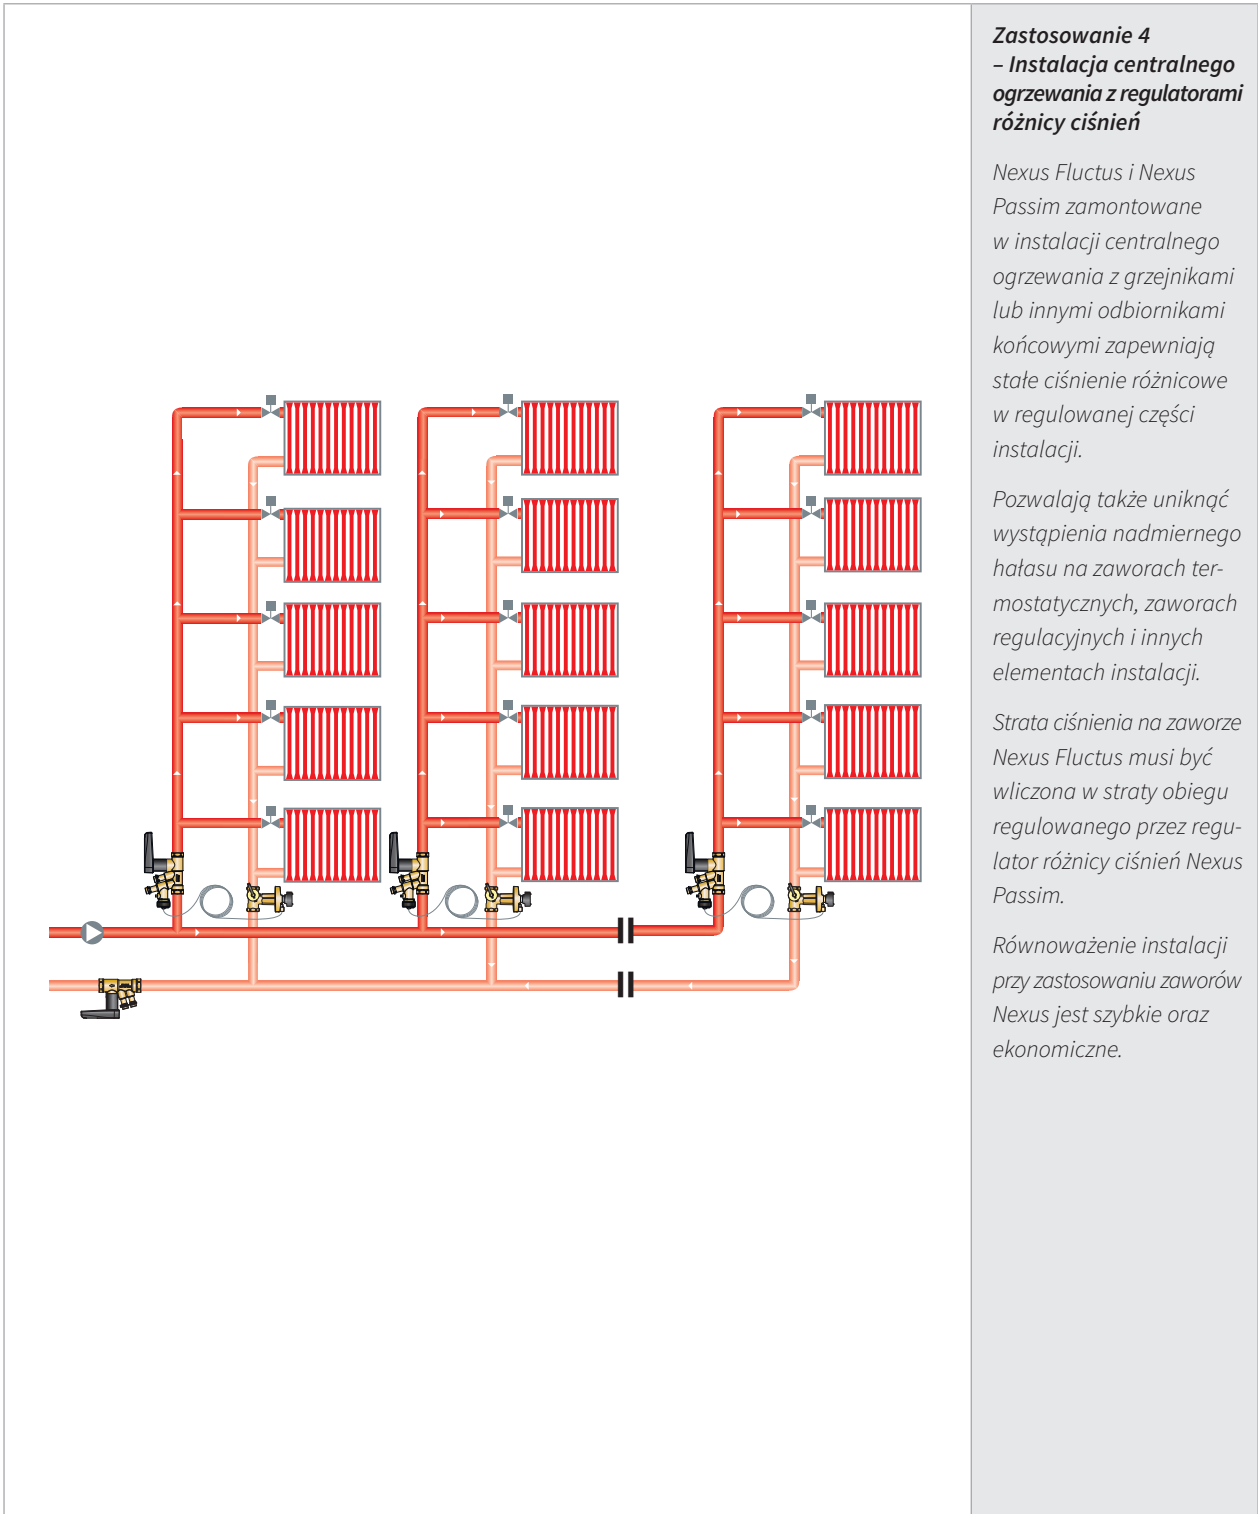 Zastosowanie 4
– Instalacja centralnego
ogrzewania z regulatorami
różnicy ciśnień
Nexus Fluctus i Nexus
Passim zamontowane
w instalacji centralnego
ogrzewania z grzejnikami
lub innymi odbiornikami
końcowymi zapewniają
stałe ciśnienie różnicowe
w regulowanej części
instalacji.
Pozwalają także uniknąć
wystąpienia nadmiernego
hałasu na zaworach ter-
mostatycznych, zaworach
regulacyjnych i innych
elementach instalacji.
Strata ciśnienia na zaworze
Nexus Fluctus musi być
wliczona w straty obiegu
regulowanego przez regu-
lator różnicy ciśnień Nexus
Passim.
Równoważenie instalacji
przy zastosowaniu zaworów
Nexus jest szybkie oraz
ekonomiczne.